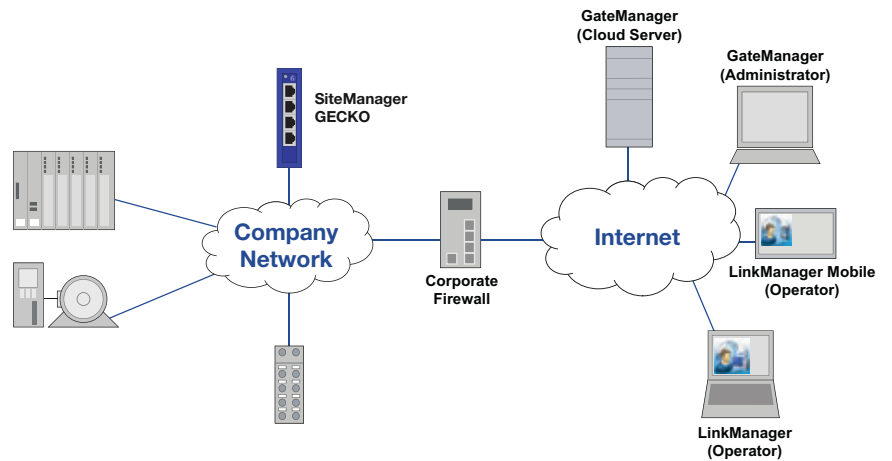 GateManager
(Cloud Server)
GateManager
(Administrator)
SiteManager
GECKO
Company
Network
Internet
Corporate
Firewall
LinkManager Mobile
(Operator)
LinkManager
(Operator)